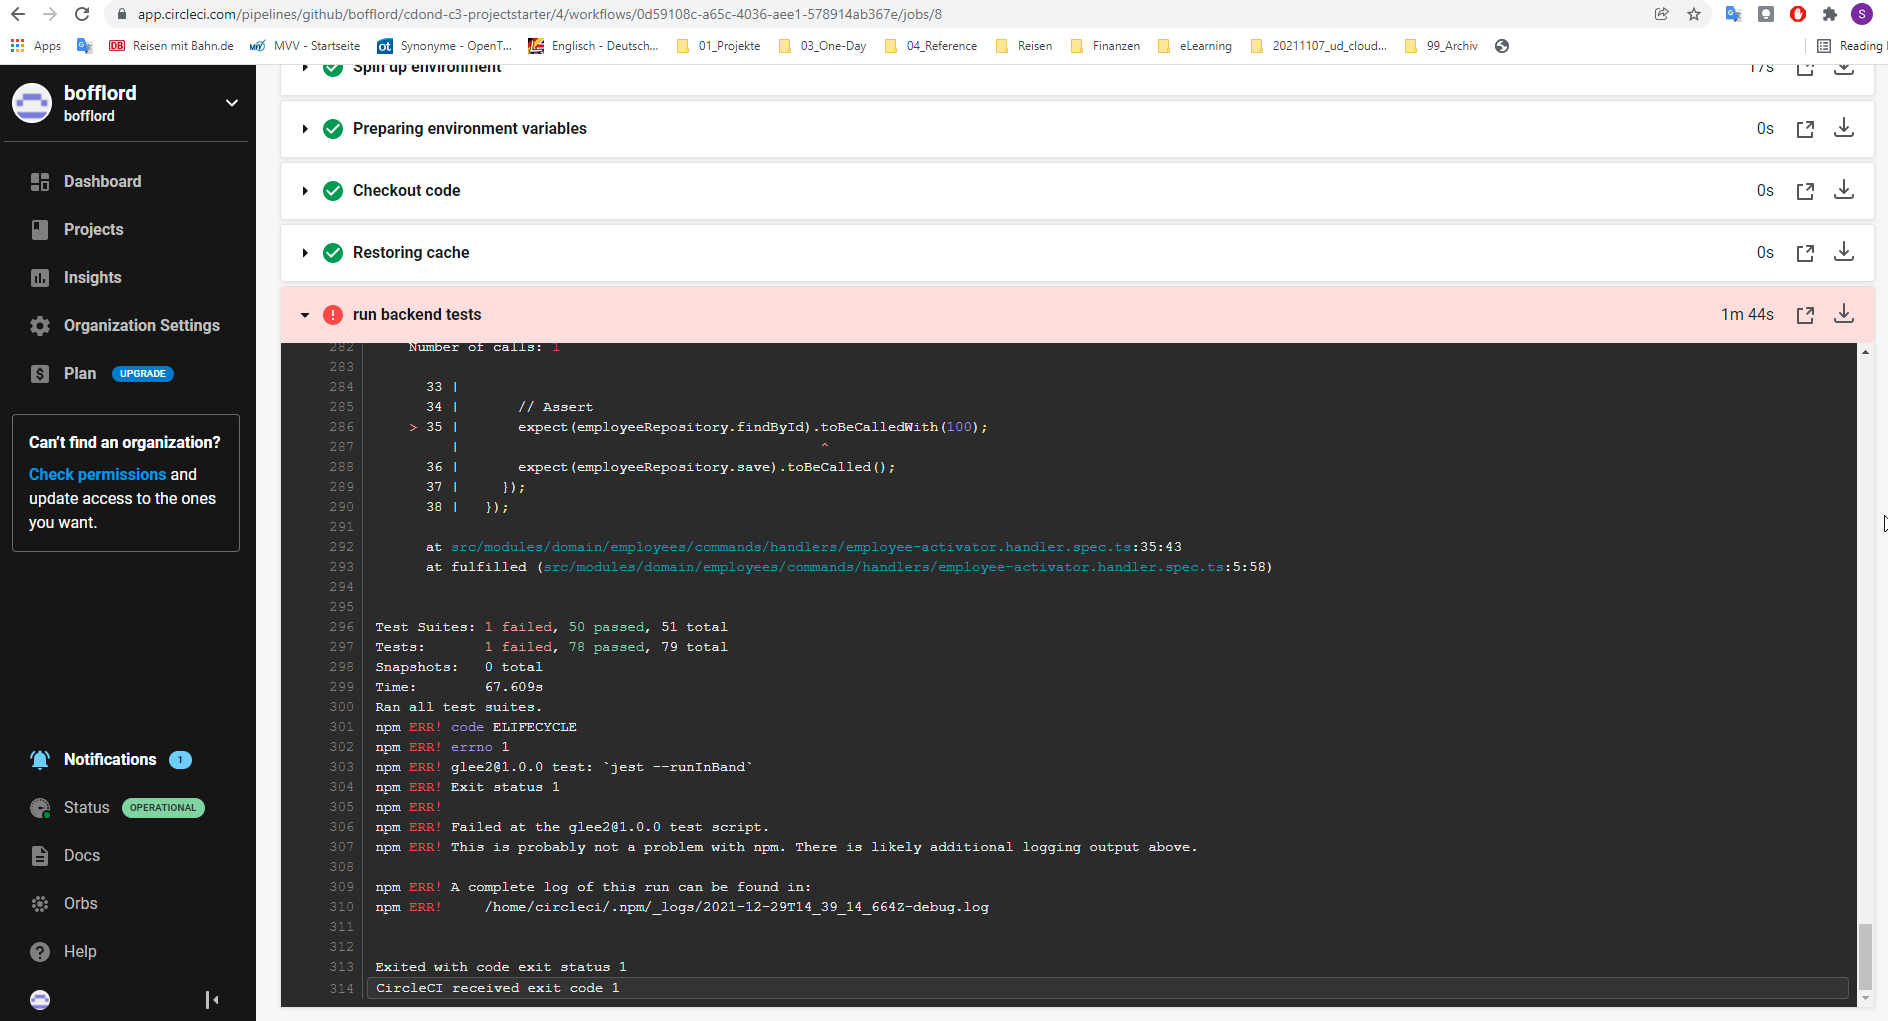 app.circleci.com/pipelines/github/bofflord/cdond-c3-projectstarter/4/workflows/0d59108c-a65c-4036-aee1-578914ab367e/jobs/8
Apps DB Reisen mit Bahn.de MVV - Startseite ot Synonyme - OpenT... Englisch - Deutsch... 01_Projekte 03_One-Day 04_Reference Reisen Finanzen eLearning 20211107_ud_cloud... 99_Archiv Reading
bofflord
bofflord
Dashboard
Projects
Insights
Organization Settings
Plan UPGRADE
Can't find an organization?
Check permissions and
update access to the ones
you want.
Notifications 1
Status OPERATIONAL
Docs
Orbs
Help
Spin up environment 17s
Preparing environment variables 0s
Checkout code 0s
Restoring cache 0s
run backend tests 1m 44s
282 Number of calls: 1
283
284 33 |
285 34 | // Assert
286 > 35 | expect(employeeRepository.findById).toBeCalledWith(100);
287 | ^
288 36 | expect(employeeRepository.save).toBeCalled();
289 37 | });
290 38 | });
291
292 at src/modules/domain/employees/commands/handlers/employee-activator.handler.spec.ts:35:43
293 at fulfilled (src/modules/domain/employees/commands/handlers/employee-activator.handler.spec.ts:5:58)
294
295
296 Test Suites: 1 failed, 50 passed, 51 total
297 Tests: 1 failed, 78 passed, 79 total
298 Snapshots: 0 total
299 Time: 67.609s
300 Ran all test suites.
301 npm ERR! code ELIFECYCLE
302 npm ERR! errno 1
303 npm ERR! glee2@1.0.0 test: `jest --runInBand`
304 npm ERR! Exit status 1
305 npm ERR!
306 npm ERR! Failed at the glee2@1.0.0 test script.
307 npm ERR! This is probably not a problem with npm. There is likely additional logging output above.
308
309 npm ERR! A complete log of this run can be found in:
310 npm ERR! /home/circleci/.npm/_logs/2021-12-29T14_39_14_664Z-debug.log
311
312
313 Exited with code exit status 1
314 CircleCI received exit code 1